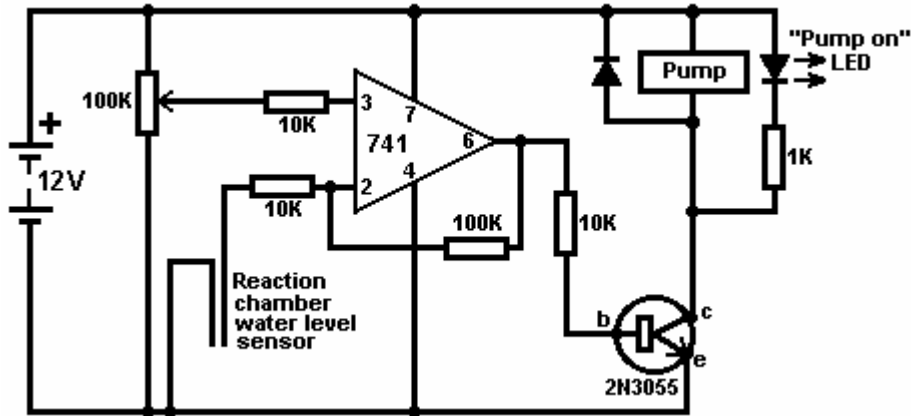 "Pump on"
LED
Pump
100K
10K
3
7
741
6
+
12V
4
2
10K
100K
10K
1K
Reaction
chamber
water level
sensor
b
c
e
2N3055